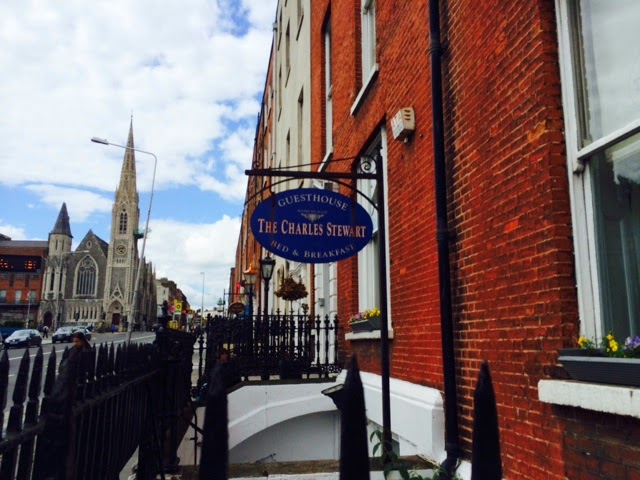 GUESTHOUSE
THE CHARLES STEWART
BED & BREAKFAST